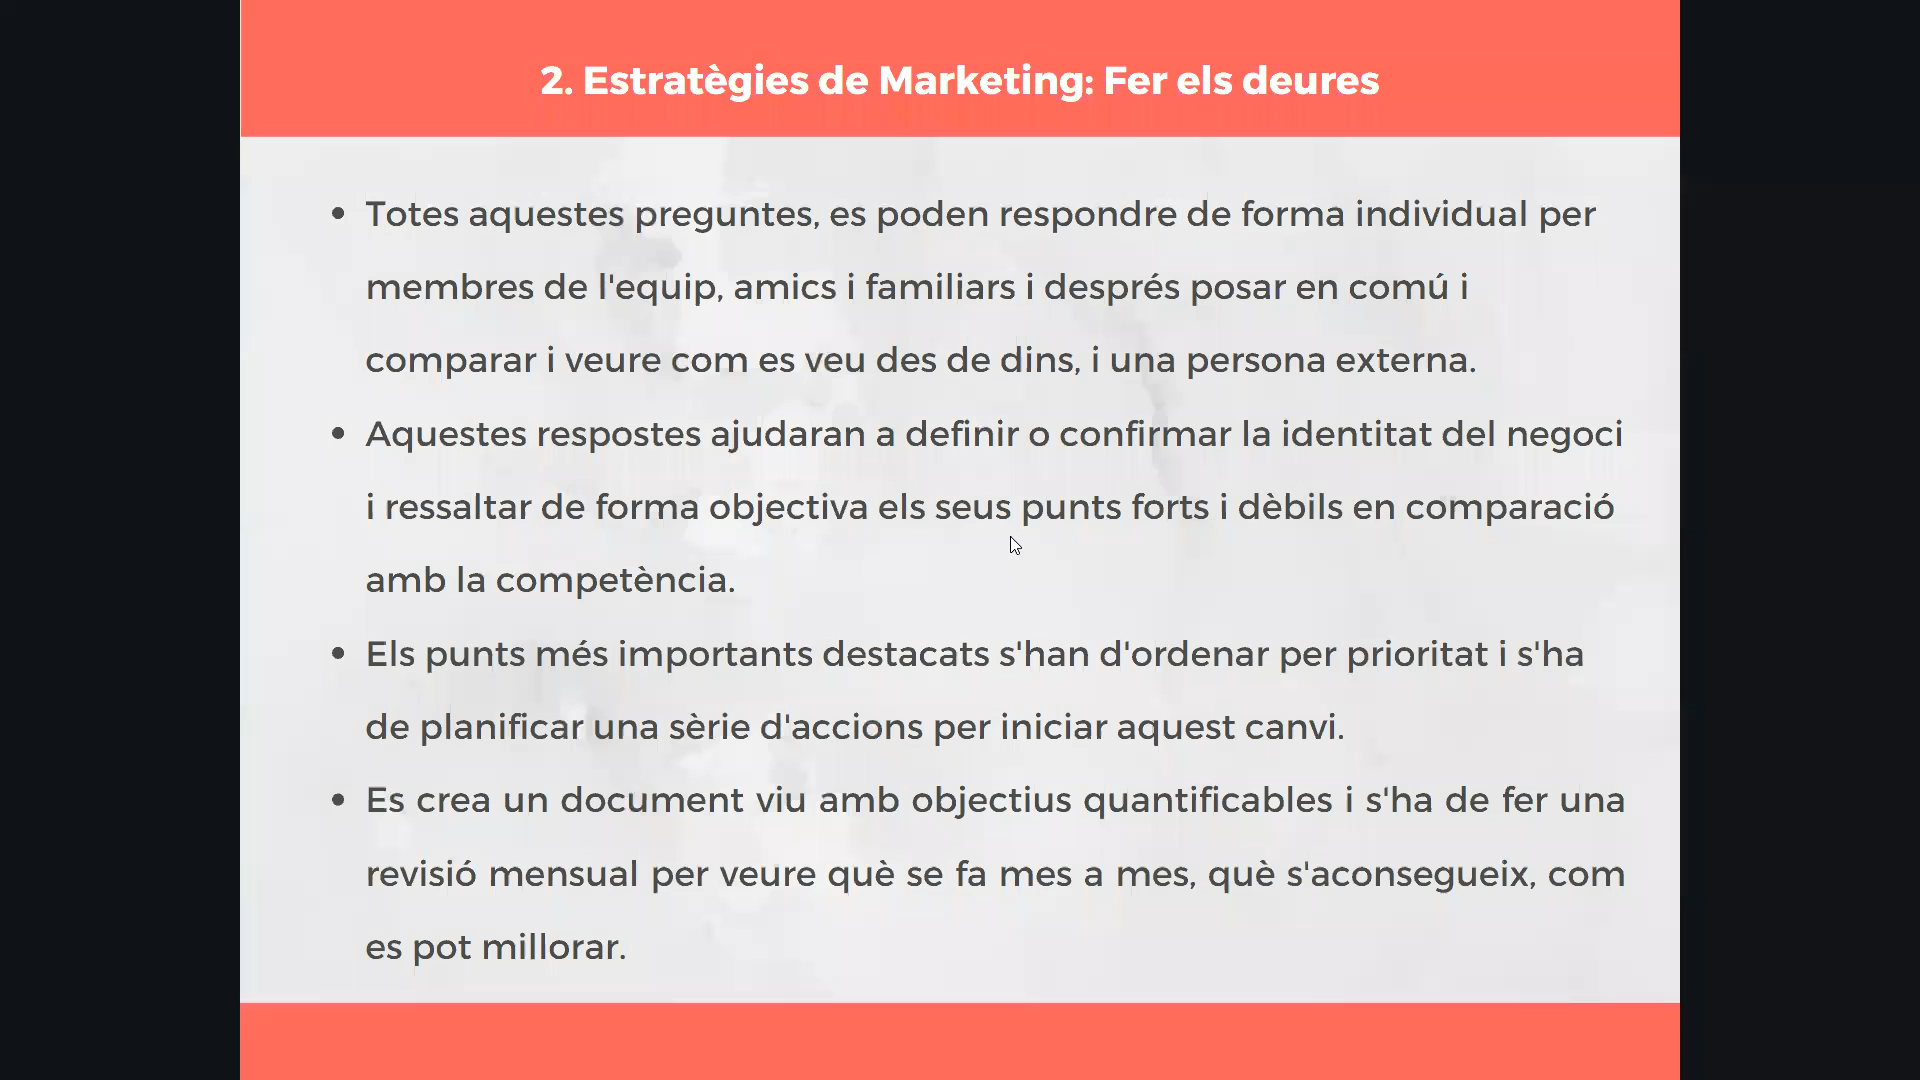 2. Estratègies de Marketing: Fer els deures
• Totes aquestes preguntes, es poden respondre de forma individual per
membres de l'equip, amics i familiars i després posar en comú i
comparar i veure com es veu des de dins, i una persona externa.
• Aquestes respostes ajudaran a definir o confirmar la identitat del negoci
i ressaltar de forma objectiva els seus punts forts i dèbils en comparació
amb la competència.
• Els punts més importants destacats s'han d'ordenar per prioritat i s'ha
de planificar una sèrie d'accions per iniciar aquest canvi.
• Es crea un document viu amb objectius quantificables i s'ha de fer una
revisió mensual per veure què se fa mes a mes, què s'aconsegueix, com
es pot millorar.